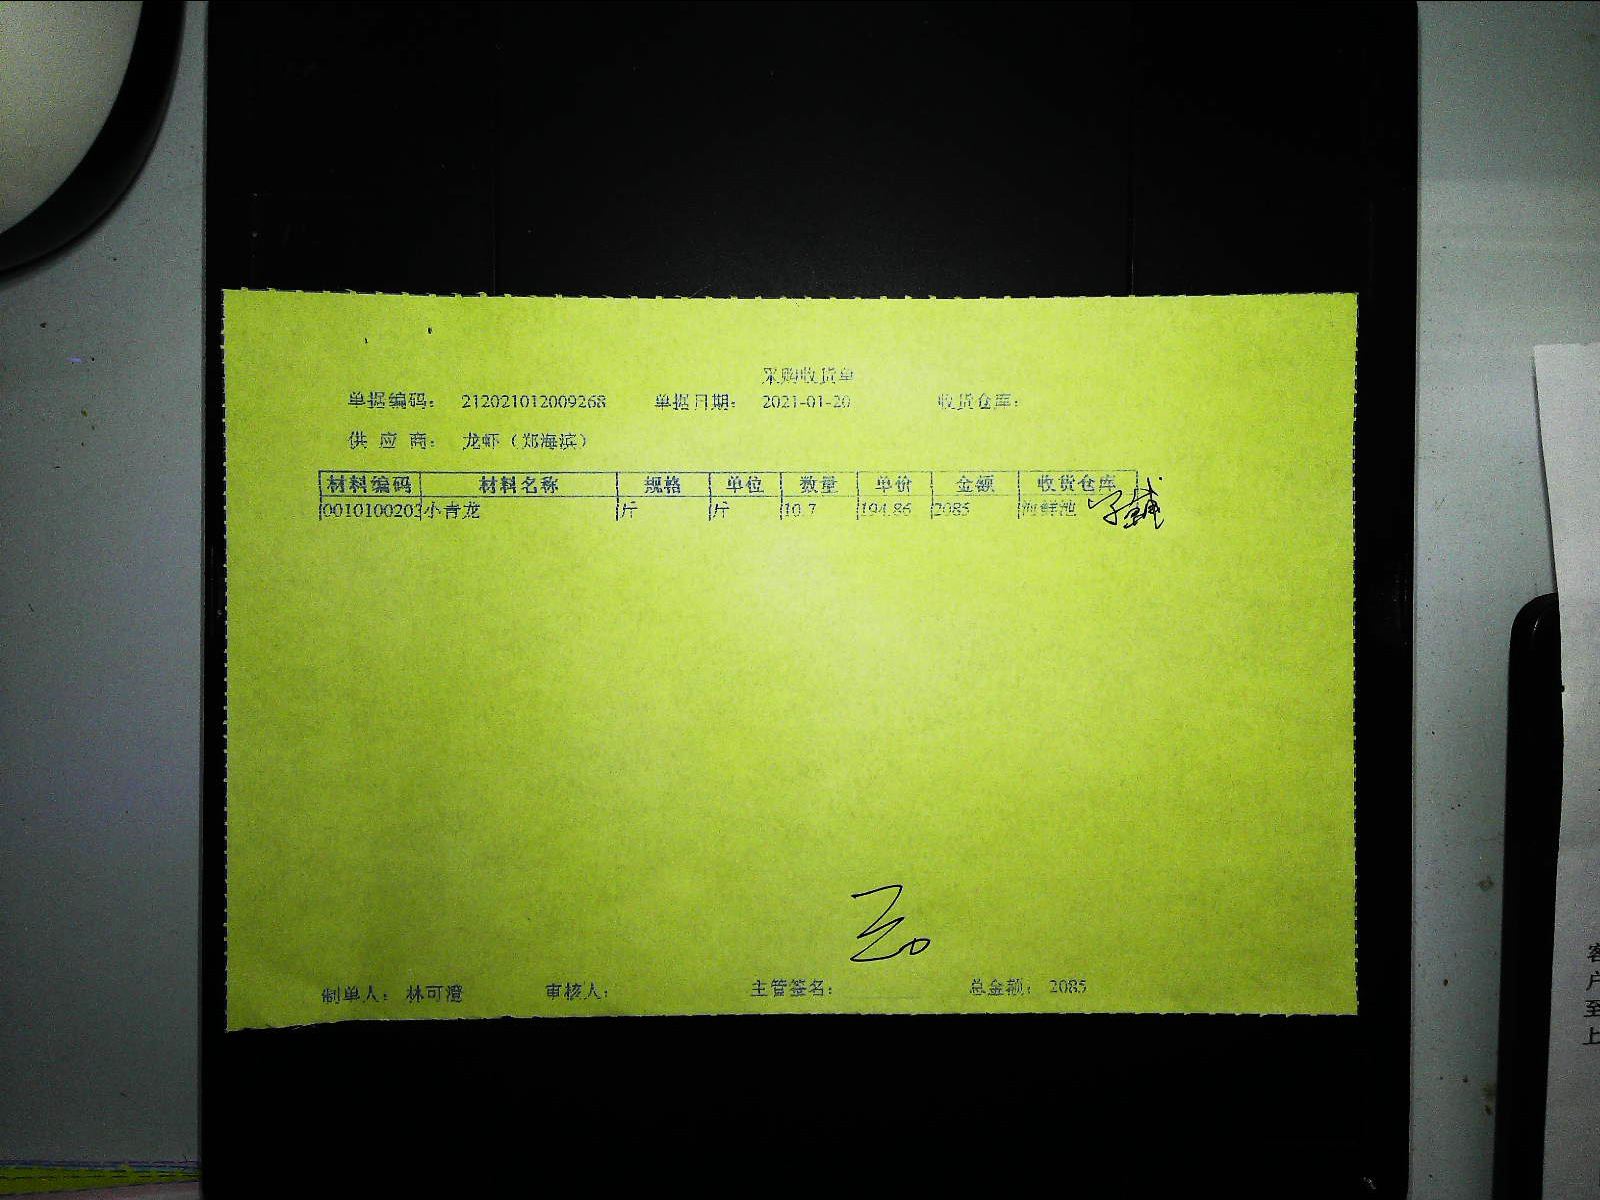 采购收货单
单据编码： 212021012009268 单据日期： 2021-01-20 收货仓库：
供 应 商： 龙虾（郑海滨）
材料编码 材料名称 规格 单位 数量 单价 金额 收货仓库
0010100203 小青龙 斤 斤 10.7 194.86 2085 海鲜池
制单人： 林可澄 审核人： 主管签名： 总金额： 2085
客
户
至
上